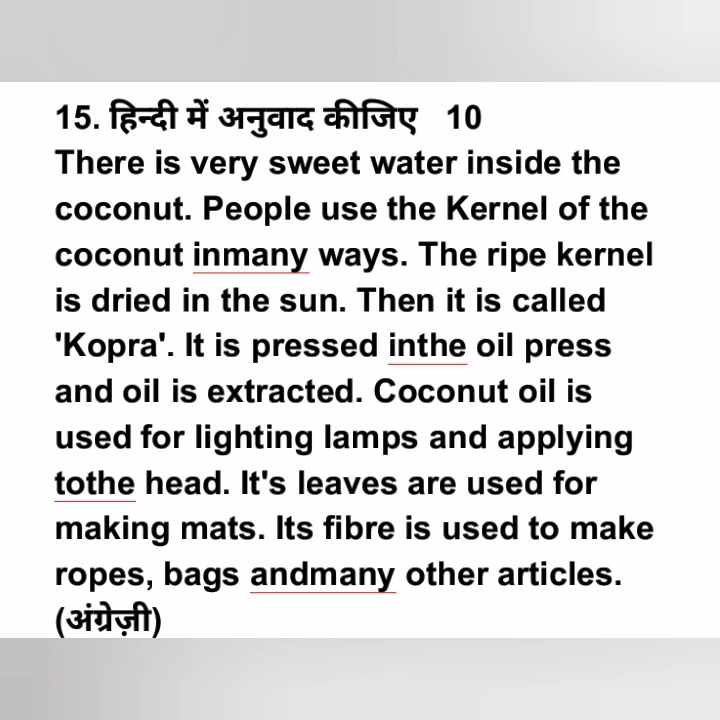 15. हिन्दी में अनुवाद कीजिए 10
There is very sweet water inside the
coconut. People use the Kernel of the
coconut inmany ways. The ripe kernel
is dried in the sun. Then it is called
'Kopra'. It is pressed inthe oil press
and oil is extracted. Coconut oil is
used for lighting lamps and applying
tothe head. It's leaves are used for
making mats. Its fibre is used to make
ropes, bags andmany other articles.
(अंग्रेज़ी)